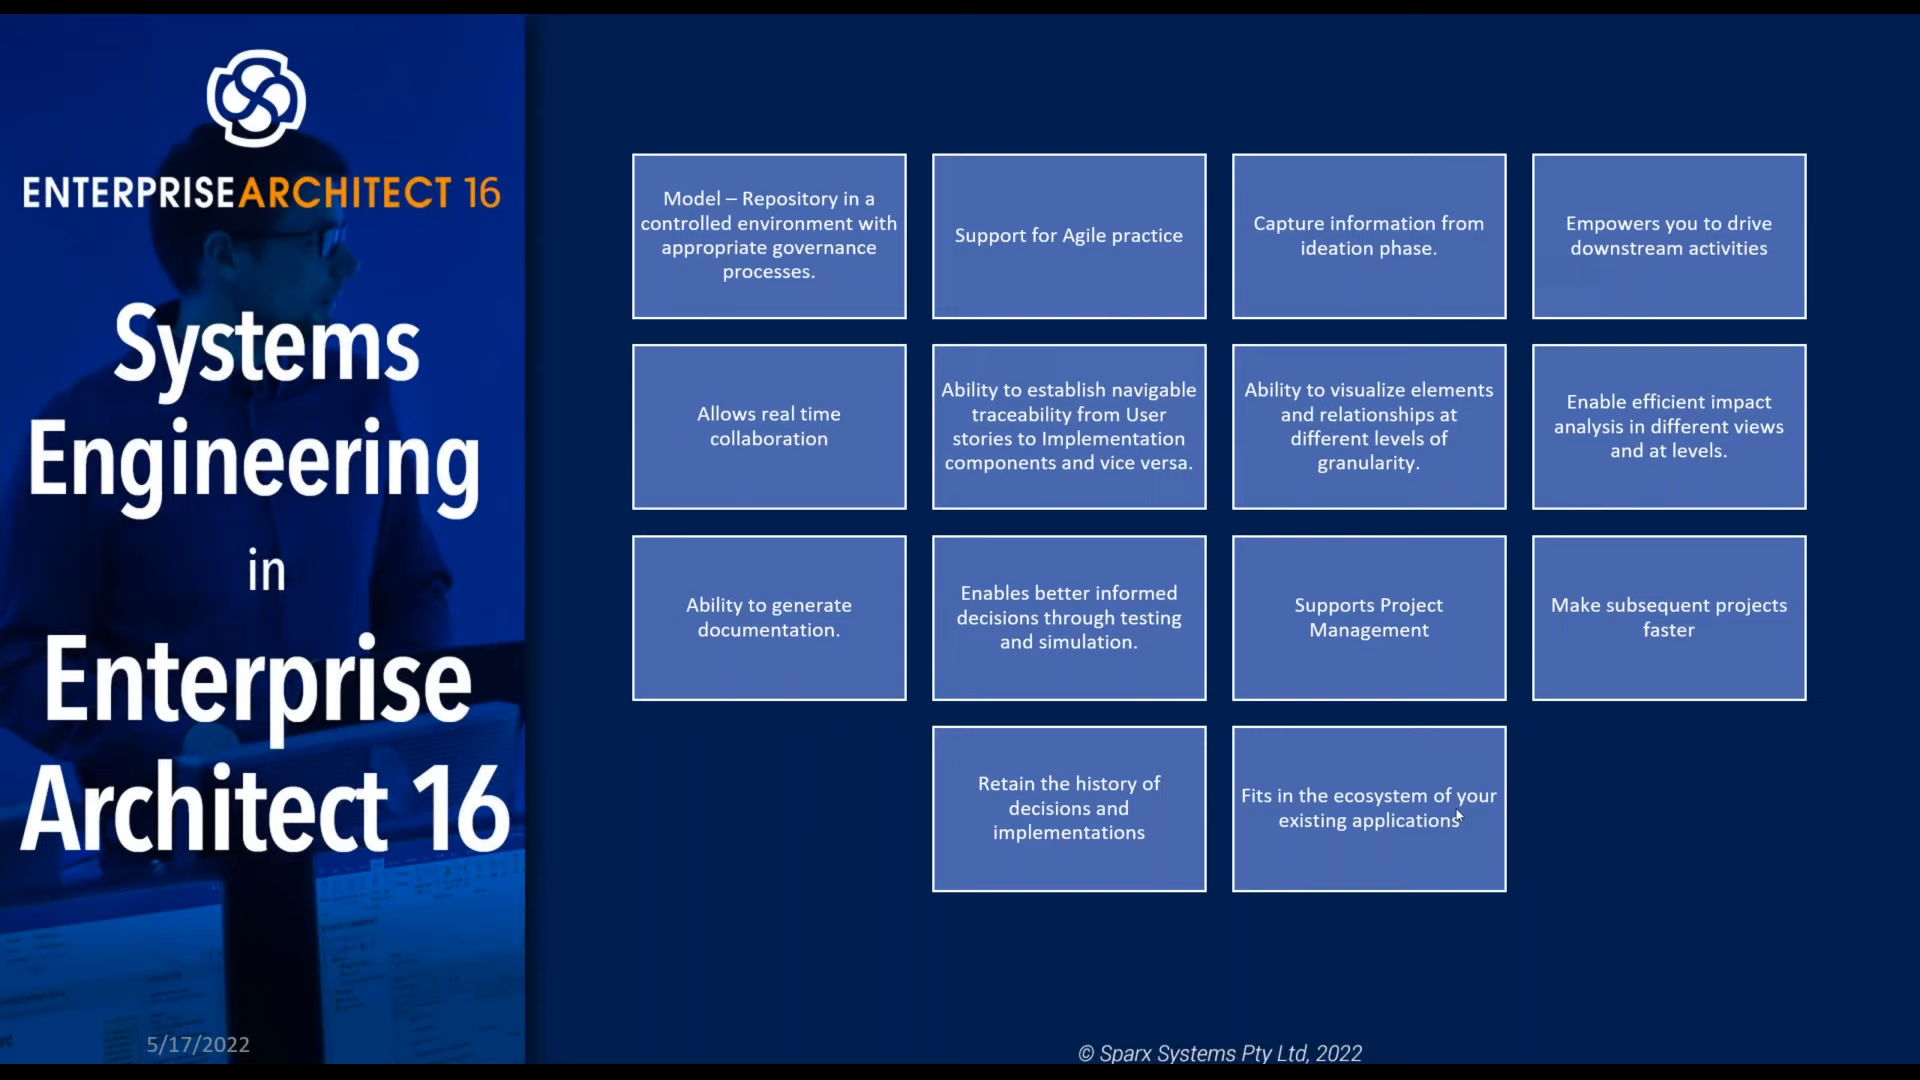 ENTERPRISE ARCHITECT 16
Systems
Engineering
in
Enterprise
Architect 16
5/17/2022
Model – Repository in a
controlled environment with
appropriate governance
processes.
Support for Agile practice
Capture information from
ideation phase.
Empowers you to drive
downstream activities
Allows real time
collaboration
Ability to establish navigable
traceability from User
stories to Implementation
components and vice versa.
Ability to visualize elements
and relationships at
different levels of
granularity.
Enable efficient impact
analysis in different views
and at levels.
Ability to generate
documentation.
Enables better informed
decisions through testing
and simulation.
Supports Project
Management
Make subsequent projects
faster
Retain the history of
decisions and
implementations
Fits in the ecosystem of your
existing applications
© Sparx Systems Pty Ltd, 2022